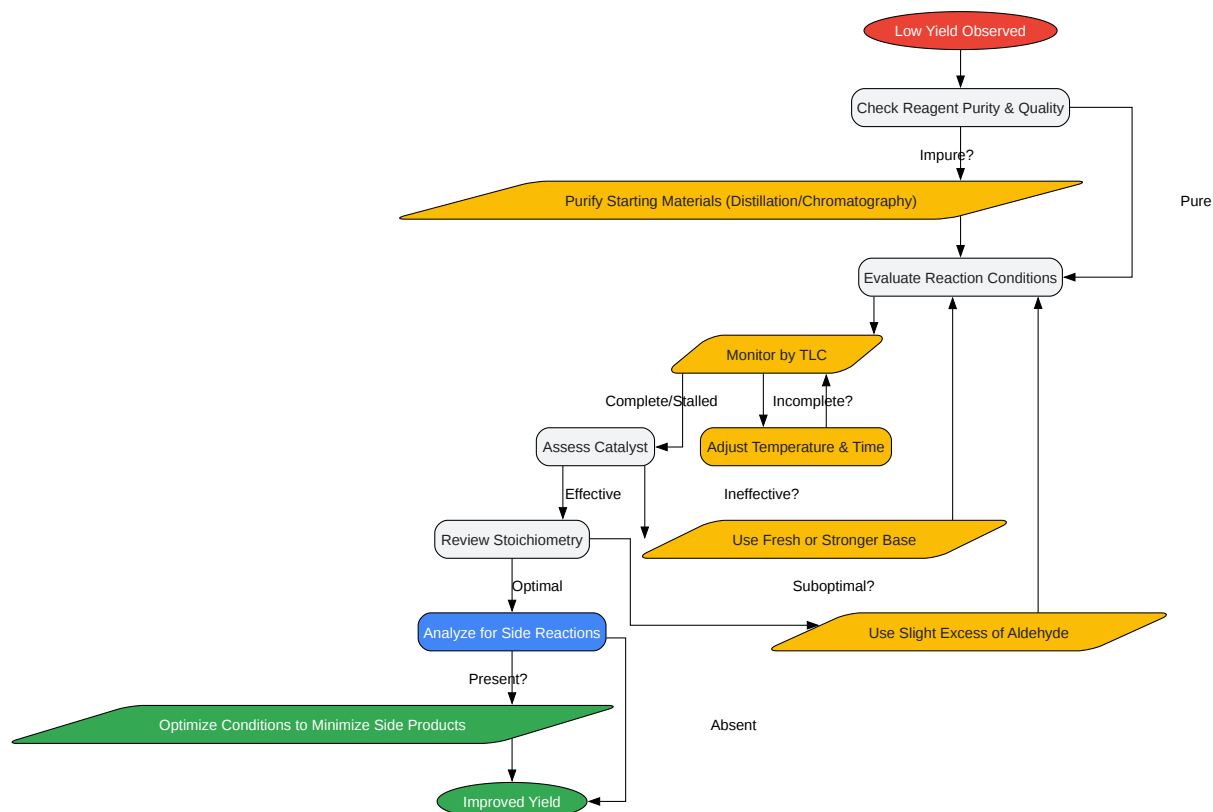 Low Yield Observed
Check Reagent Purity & Quality
Impure?
Purify Starting Materials (Distillation/Chromatography)
Pure
Evaluate Reaction Conditions
Monitor by TLC
Complete/Stalled
Incomplete?
Assess Catalyst
Adjust Temperature & Time
Effective
Ineffective?
Review Stoichiometry
Use Fresh or Stronger Base
Optimal
Suboptimal?
Analyze for Side Reactions
Use Slight Excess of Aldehyde
Present?
Optimize Conditions to Minimize Side Products
Absent
Improved Yield